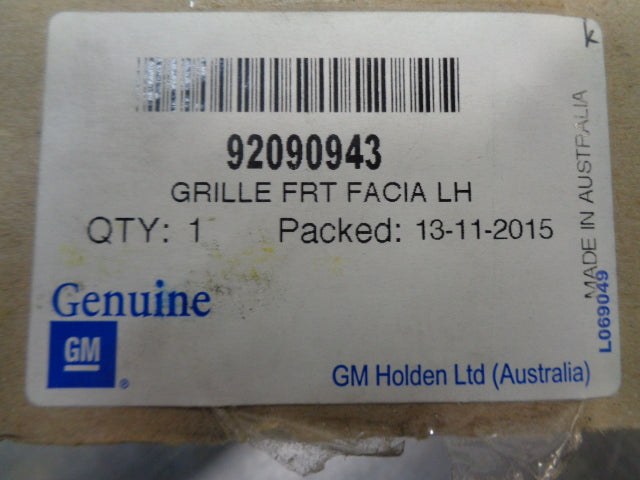 92090943
GRILLE FRT FACIA LH
QTY: 1 Packed: 13-11-2015
Genuine
GM
®
GM Holden Ltd (Australia)
MADE IN AUSTRALIA
L069049